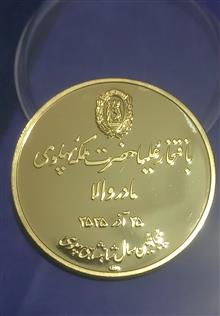 بافتخار علیاحضرت ملکه پهلوی
مادر والا
۲۵ آذر ۲۵۳۵
پنجاهمین سال شاهنشاهی پهلوی